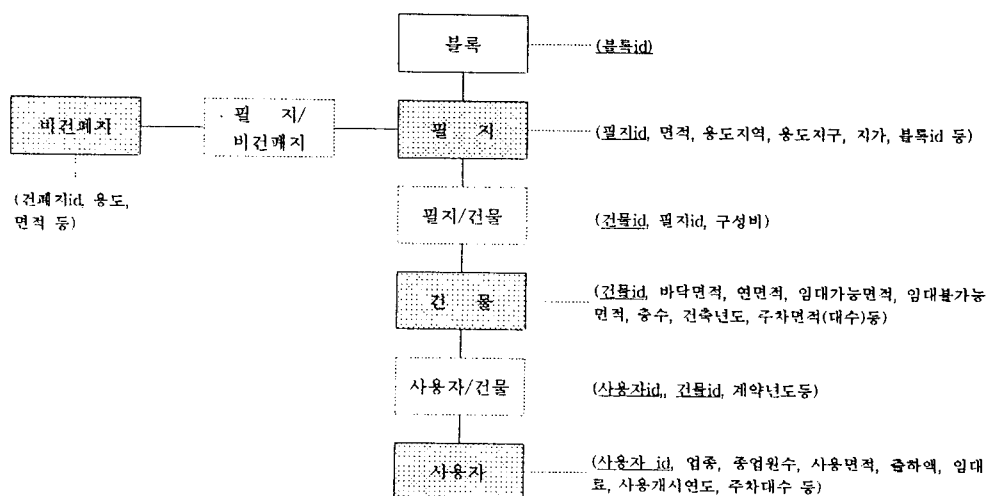 블록
(블록id)
비건폐지
필 지/
비건폐지
필 지
(필지id, 면적, 용도지역, 용도지구, 지가, 블록id 등)
(건폐지id, 용도,
면적 등)
필지/건물
(건물id, 필지id, 구성비)
건 물
(건물id, 바닥면적, 연면적, 임대가능면적, 임대불가능
면적, 층수, 건축년도, 주차면적(대수)등)
사용자/건물
(사용자id,, 건물id, 계약년도등)
사용자
(사용자 id, 업종, 종업원수, 사용면적, 출하액, 임대
료, 사용개시연도, 주차대수 등)